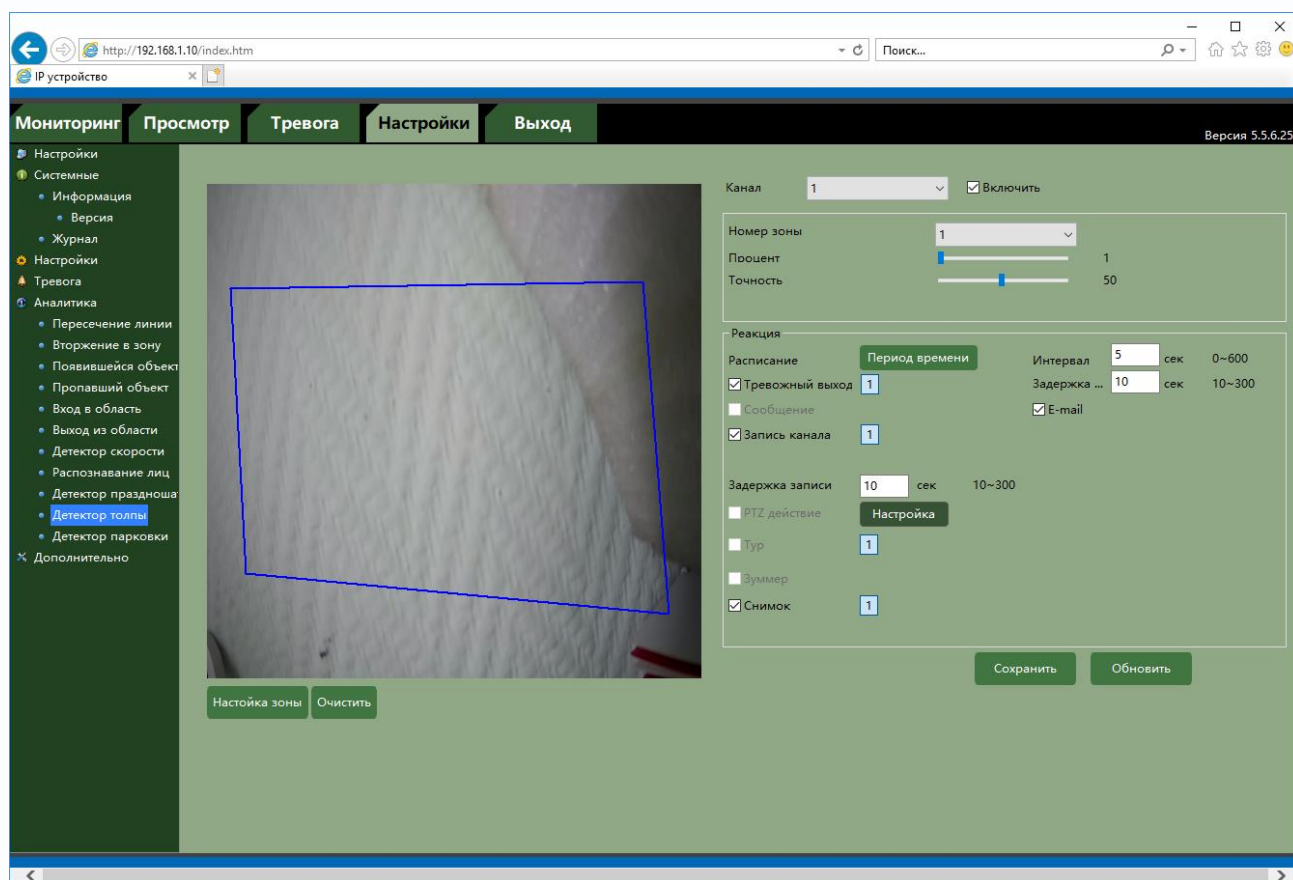 http://192.168.1.10/index.htm
Поиск...
IP устройство
Мониторинг Просмотр Тревога Настройки Выход
Версия 5.5.6.25
Настройки
Системные
Информация
Версия
Журнал
Настройки
Тревога
Аналитика
Пересечение линии
Вторжение в зону
Появившейся объект
Пропавший объект
Вход в область
Выход из области
Детектор скорости
Распознавание лиц
Детектор праздноша
Детектор толпы
Детектор парковки
Дополнительно
Настойка зоны Очистить
Канал 1 Включить
Номер зоны 1
Процент 1
Точность 50
Реакция
Расписание Период времени Интервал 5 сек 0~600
Тревожный выход 1 Задержка ... 10 сек 10~300
Сообщение E-mail
Запись канала 1
Задержка записи 10 сек 10~300
PTZ действие Настройка
Тур 1
Зуммер
Снимок 1
Сохранить Обновить